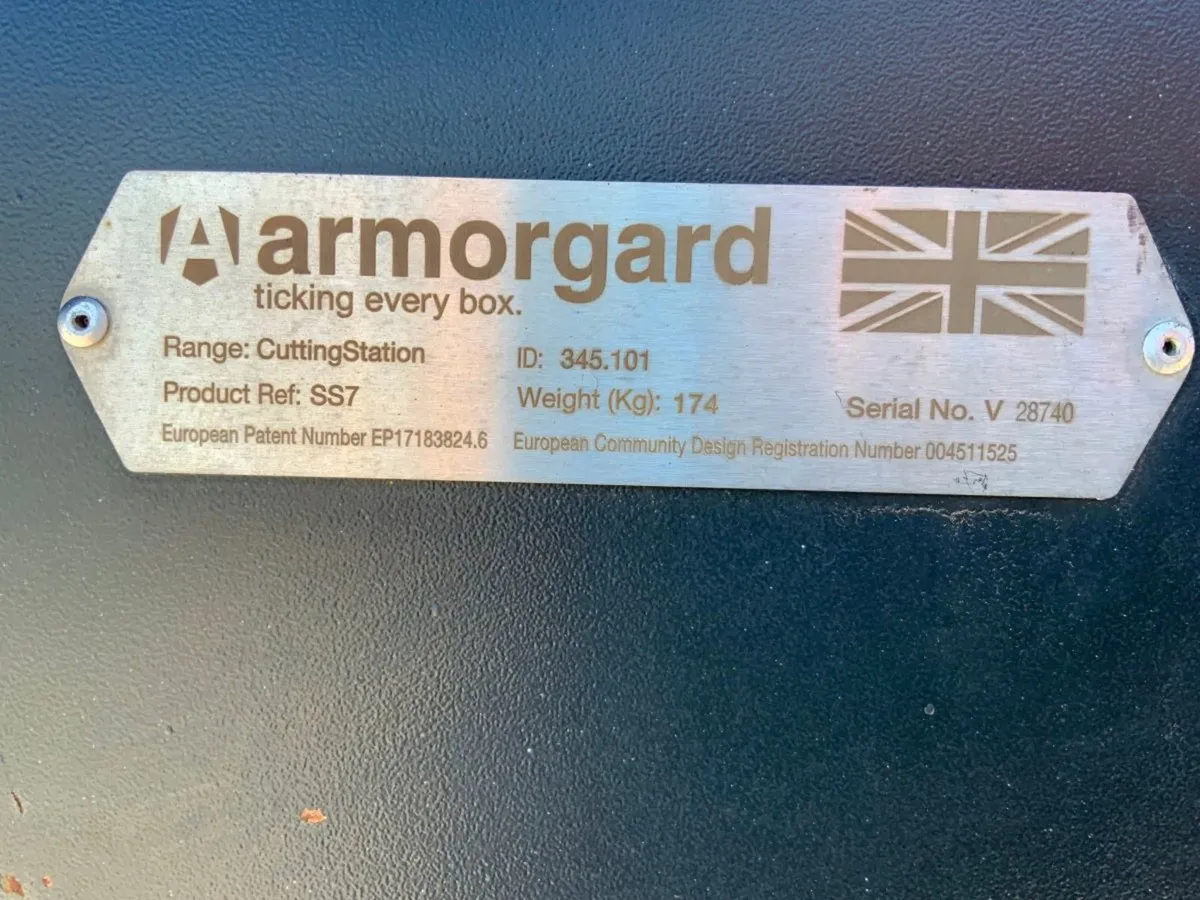 armorgard
ticking every box.
Range: CuttingStation
ID: 345.101
Product Ref: SS7
Weight (Kg): 174
Serial No. V 28740
European Patent Number EP17183824.6
European Community Design Registration Number 004511525